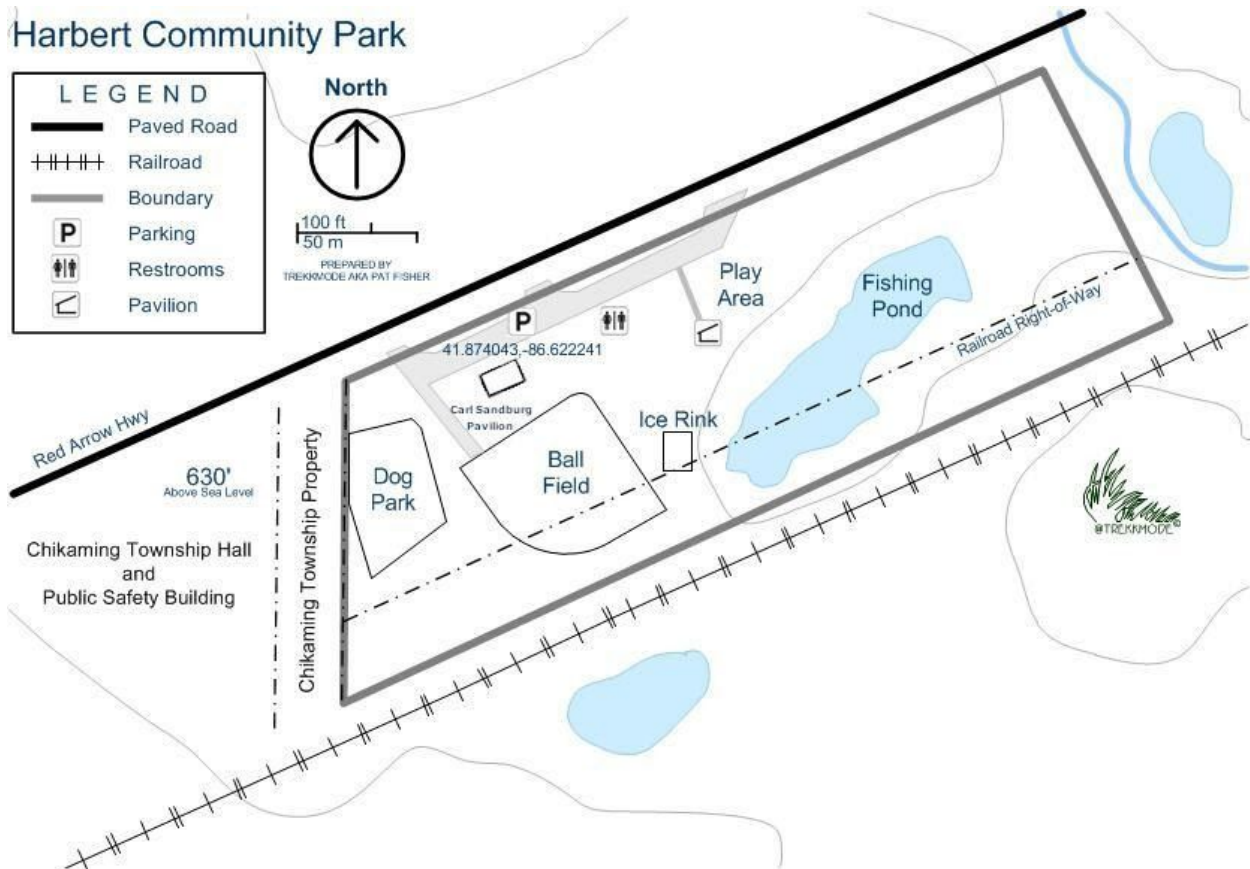 Harbert Community Park
LEGEND
Paved Road
Railroad
Boundary
P
Parking
Restrooms
Pavilion
North
100 ft
50 m
PREPARED BY
TREKKMODE AKA PAT FISHER
Red Arrow Hwy
630'
Above Sea Level
Chikaming Township Hall
and
Public Safety Building
Chikaming Township Property
P
41.874043,-86.622241
Carl Sandburg
Pavilion
Dog
Park
Ball
Field
Ice Rink
Play
Area
Fishing
Pond
Railroad Right-of-Way
@TREKKMODE©